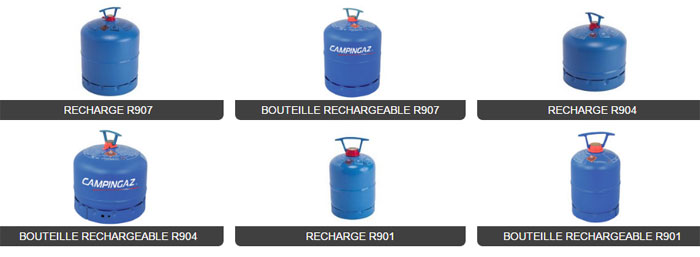 CAMPINGAZ
RECHARGE R907
BOUTEILLE RECHARGEABLE R907
RECHARGE R904
CAMPINGAZ
BOUTEILLE RECHARGEABLE R904
RECHARGE R901
BOUTEILLE RECHARGEABLE R901